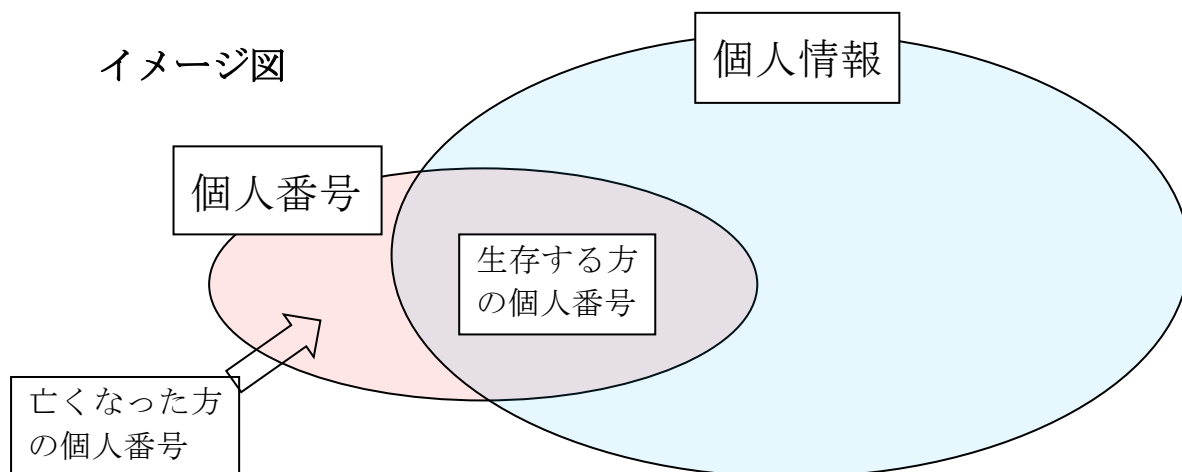 イメージ図
個人情報
個人番号
生存する方
の個人番号
亡くなった方
の個人番号